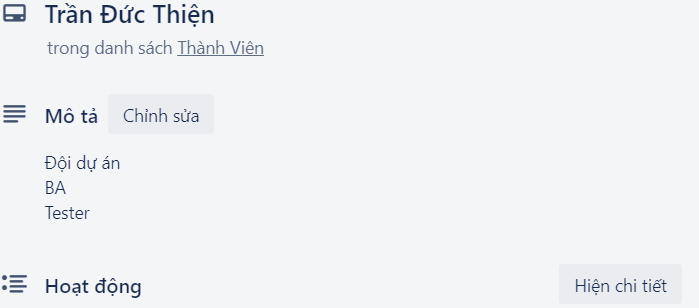 Trần Đức Thiện
trong danh sách Thành Viên
Mô tả Chỉnh sửa
Đội dự án
BA
Tester
Hoạt động Hiện chi tiết